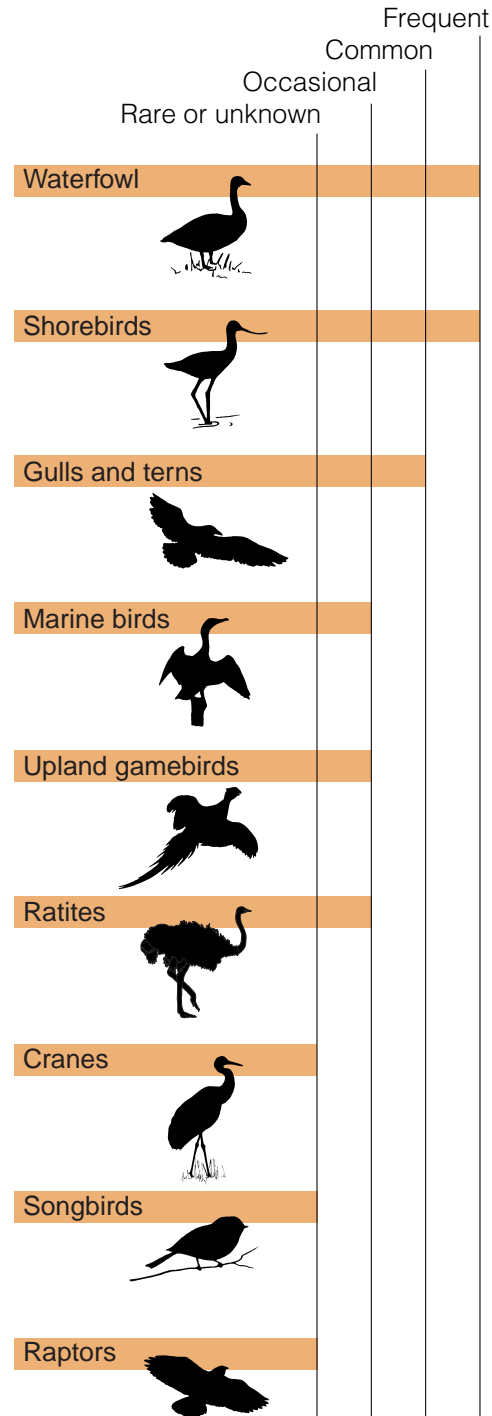 Frequent
Common
Occasional
Rare or unknown
Waterfowl
Shorebirds
Gulls and terns
Marine birds
Upland gamebirds
Ratites
Cranes
Songbirds
Raptors